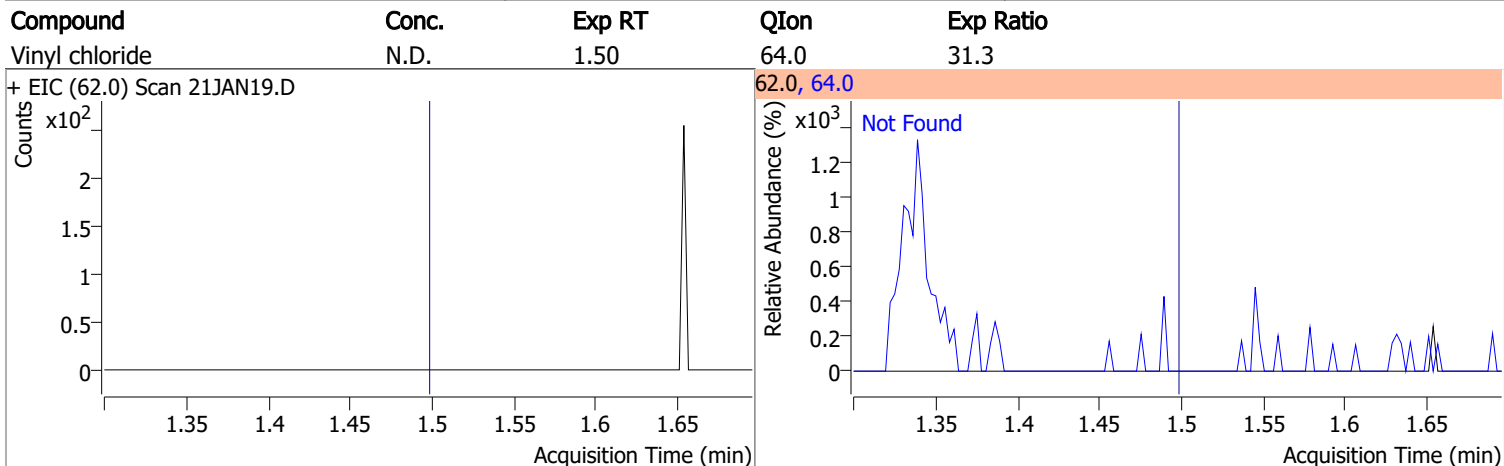 Compound Conc. Exp RT QIon Exp Ratio
Vinyl chloride N.D. 1.50 64.0 31.3
+ EIC (62.0) Scan 21JAN19.D
Counts
x10²
2
1.5
1
0.5
0
1.35 1.4 1.45 1.5 1.55 1.6 1.65
Acquisition Time (min)
62.0, 64.0
Relative Abundance (%)
x10³
Not Found
1.2
1
0.8
0.6
0.4
0.2
0
1.35 1.4 1.45 1.5 1.55 1.6 1.65
Acquisition Time (min)